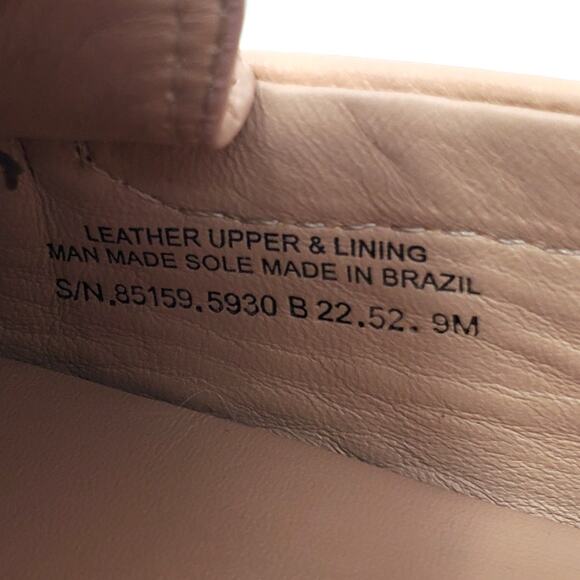 LEATHER UPPER & LINING
MAN MADE SOLE MADE IN BRAZIL
S/N.85159.5930 B 22.52. 9M